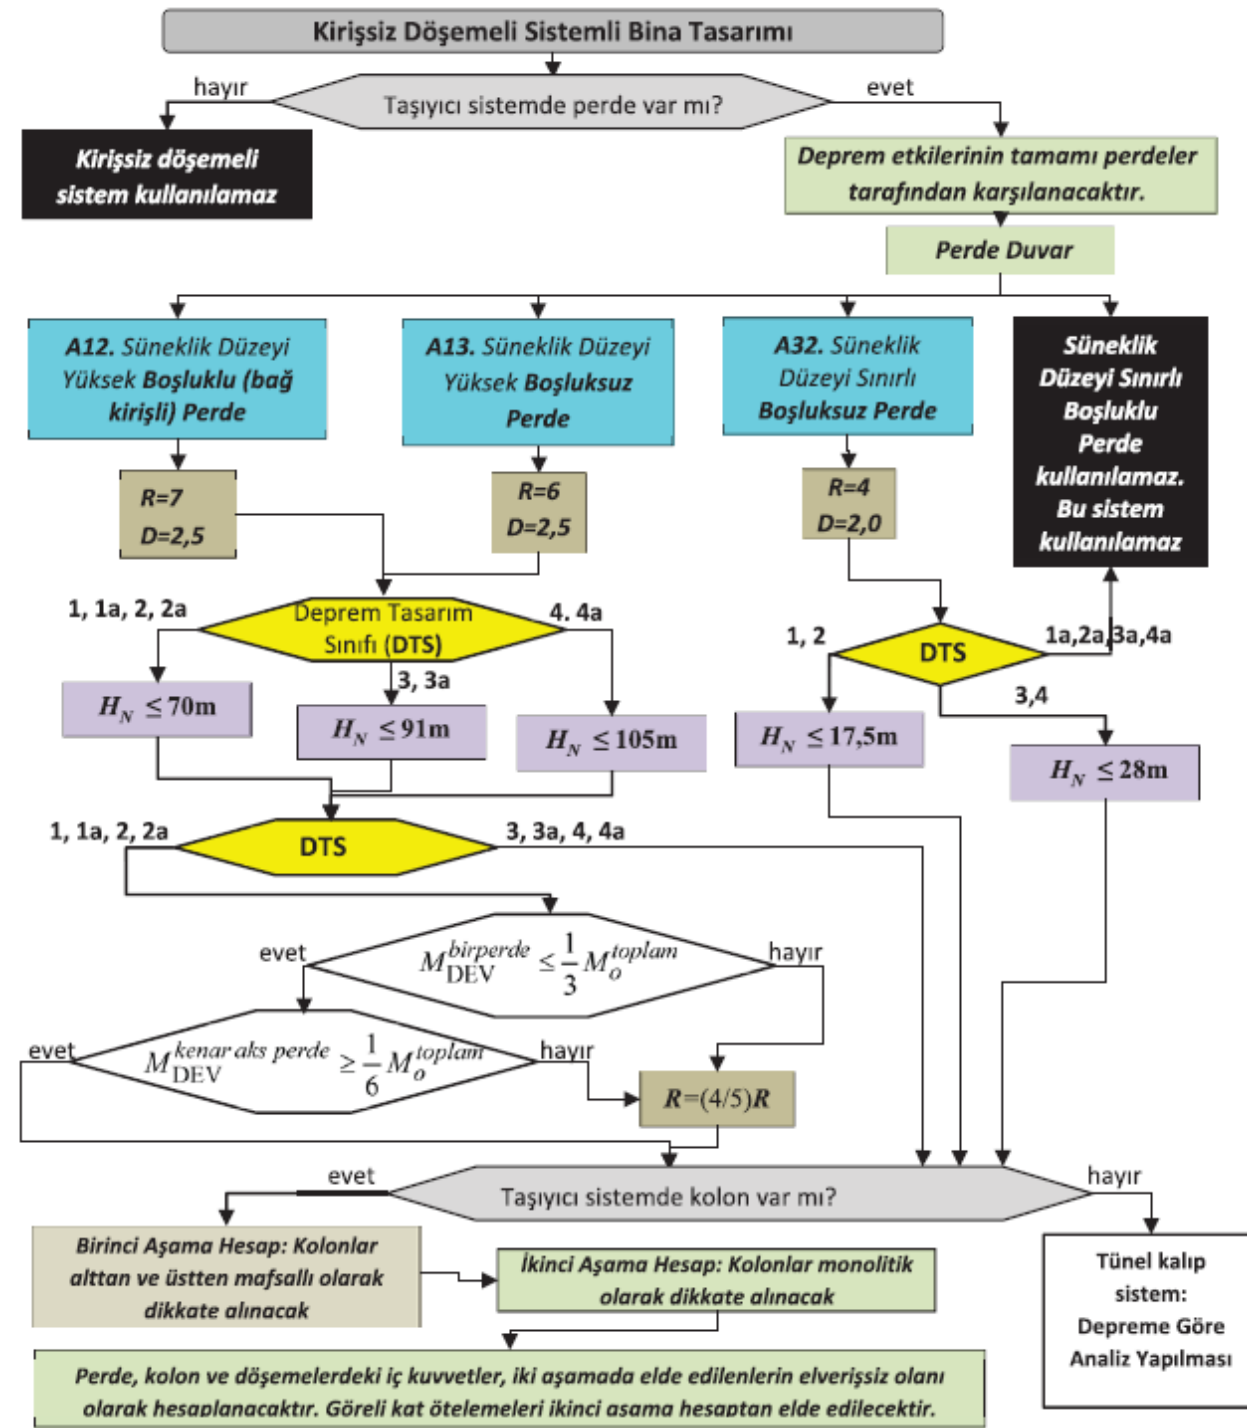 Kirişsiz Döşemeli Sistemli Bina Tasarımı
hayır
Taşıyıcı sistemde perde var mı?
evet
Kirişsiz döşemeli
sistem kullanılamaz
Deprem etkilerinin tamamı perdeler
tarafından karşılanacaktır.
Perde Duvar
A12. Süneklik Düzeyi
Yüksek Boşluklu (bağ
kirişli) Perde
A13. Süneklik Düzeyi
Yüksek Boşluksuz
Perde
A32. Süneklik
Düzeyi Sınırlı
Boşluksuz Perde
Süneklik
Düzeyi Sınırlı
Boşluklu
Perde
kullanılamaz.
Bu sistem
kullanılamaz
R=7
D=2,5
R=6
D=2,5
R=4
D=2,0
1, 1a, 2, 2a
Deprem Tasarım
Sınıfı (DTS)
4. 4a
3, 3a
1, 2
DTS
1a,2a,3a,4a
3,4
H_N ≤ 70m
H_N ≤ 91m
H_N ≤ 105m
H_N ≤ 17,5m
H_N ≤ 28m
1, 1a, 2, 2a
DTS
3, 3a, 4, 4a
evet
M_DEV^birperde ≤ 1/3 M_o^toplam
hayır
evet
M_DEV^kenar aks perde ≥ 1/6 M_o^toplam
hayır
R=(4/5)R
evet
Taşıyıcı sistemde kolon var mı?
hayır
Birinci Aşama Hesap: Kolonlar
alttan ve üstten mafsallı olarak
dikkate alınacak
İkinci Aşama Hesap: Kolonlar monolitik
olarak dikkate alınacak
Tünel kalıp
sistem:
Depreme Göre
Analiz Yapılması
Perde, kolon ve döşemelerdeki iç kuvvetler, iki aşamada elde edilenlerin elverişsiz olanı
olarak hesaplanacaktır. Göreli kat ötelemeleri ikinci aşama hesaptan elde edilecektir.